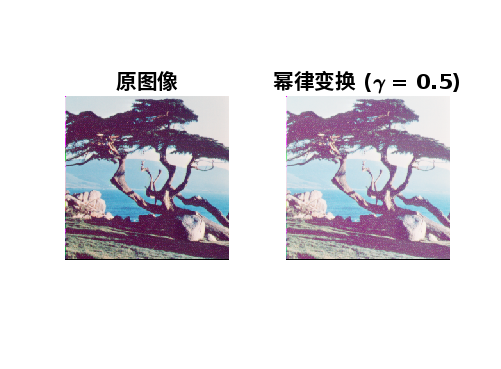 原图像
幂律变换 (γ = 0.5)